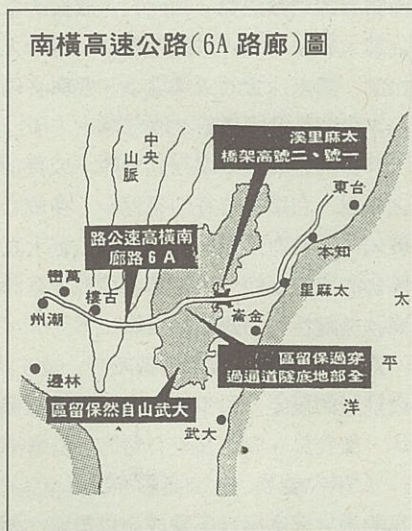 南橫高速公路(6A 路廊)圖
中央
山脈
太麻里溪
一號、二號高架橋
台東
南橫高速公路
6A路廊
知本
萬巒
古樓
潮州
太麻里
金崙
太平洋
穿過保留區
全部地底隧道通過
林邊
大武山自然保留區
大武